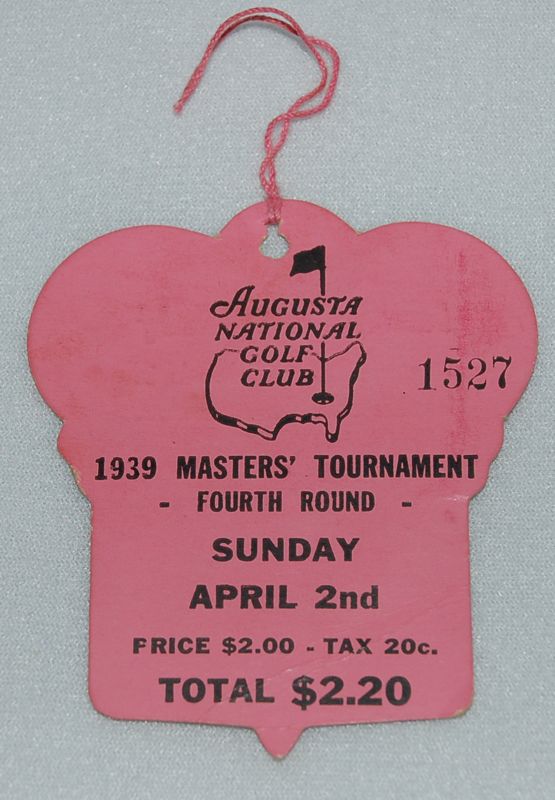 Augusta
National
Golf
Club
1527
1939 MASTERS' TOURNAMENT
- FOURTH ROUND -
SUNDAY
APRIL 2nd
PRICE $2.00 - TAX 20c.
TOTAL $2.20